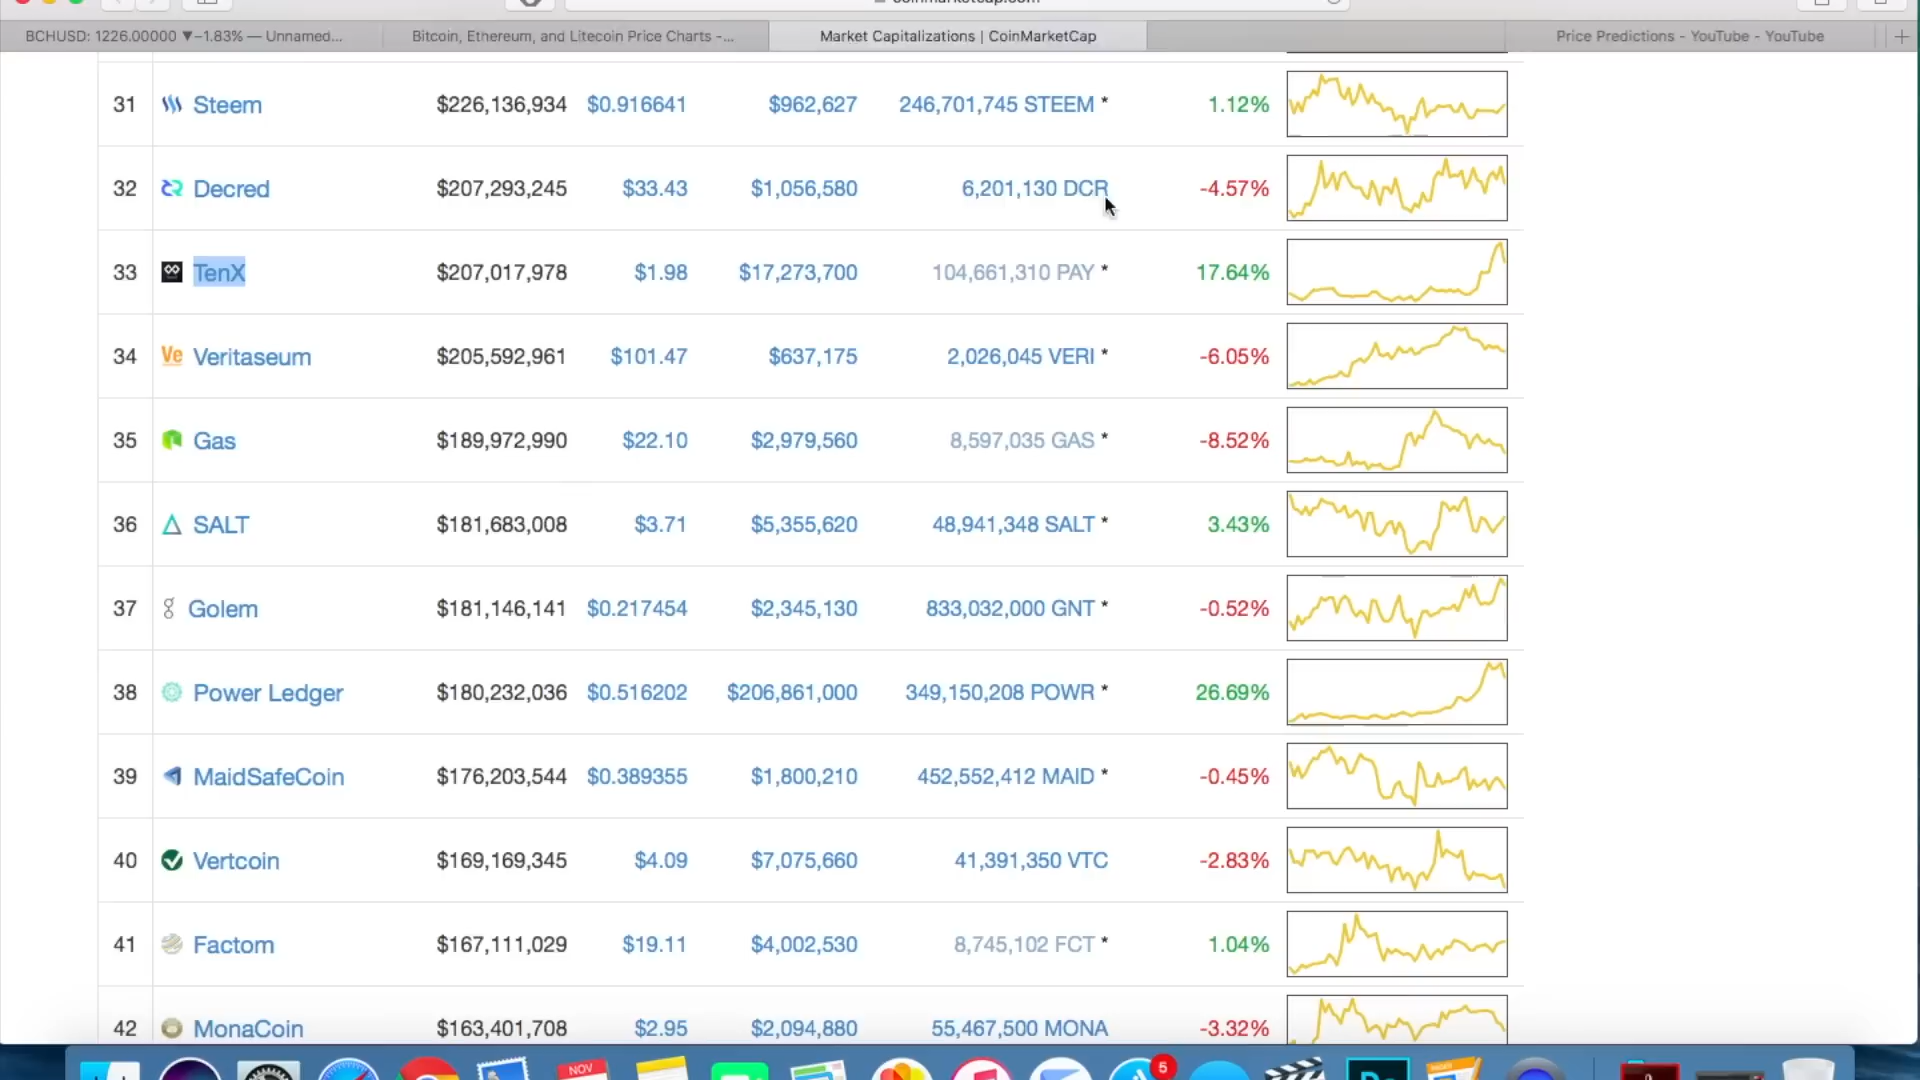 BCHUSD: 1226.00000 ▼−1.83% — Unnamed...
Bitcoin, Ethereum, and Litecoin Price Charts -...
Market Capitalizations | CoinMarketCap
Price Predictions - YouTube - YouTube
31 Steem $226,136,934 $0.916641 $962,627 246,701,745 STEEM * 1.12%
32 Decred $207,293,245 $33.43 $1,056,580 6,201,130 DCR -4.57%
33 TenX $207,017,978 $1.98 $17,273,700 104,661,310 PAY * 17.64%
34 Ve Veritaseum $205,592,961 $101.47 $637,175 2,026,045 VERI * -6.05%
35 Gas $189,972,990 $22.10 $2,979,560 8,597,035 GAS * -8.52%
36 SALT $181,683,008 $3.71 $5,355,620 48,941,348 SALT * 3.43%
37 Golem $181,146,141 $0.217454 $2,345,130 833,032,000 GNT * -0.52%
38 Power Ledger $180,232,036 $0.516202 $206,861,000 349,150,208 POWR * 26.69%
39 MaidSafeCoin $176,203,544 $0.389355 $1,800,210 452,552,412 MAID * -0.45%
40 Vertcoin $169,169,345 $4.09 $7,075,660 41,391,350 VTC -2.83%
41 Factom $167,111,029 $19.11 $4,002,530 8,745,102 FCT * 1.04%
42 MonaCoin $163,401,708 $2.95 $2,094,880 55,467,500 MONA -3.32%
NOV
5